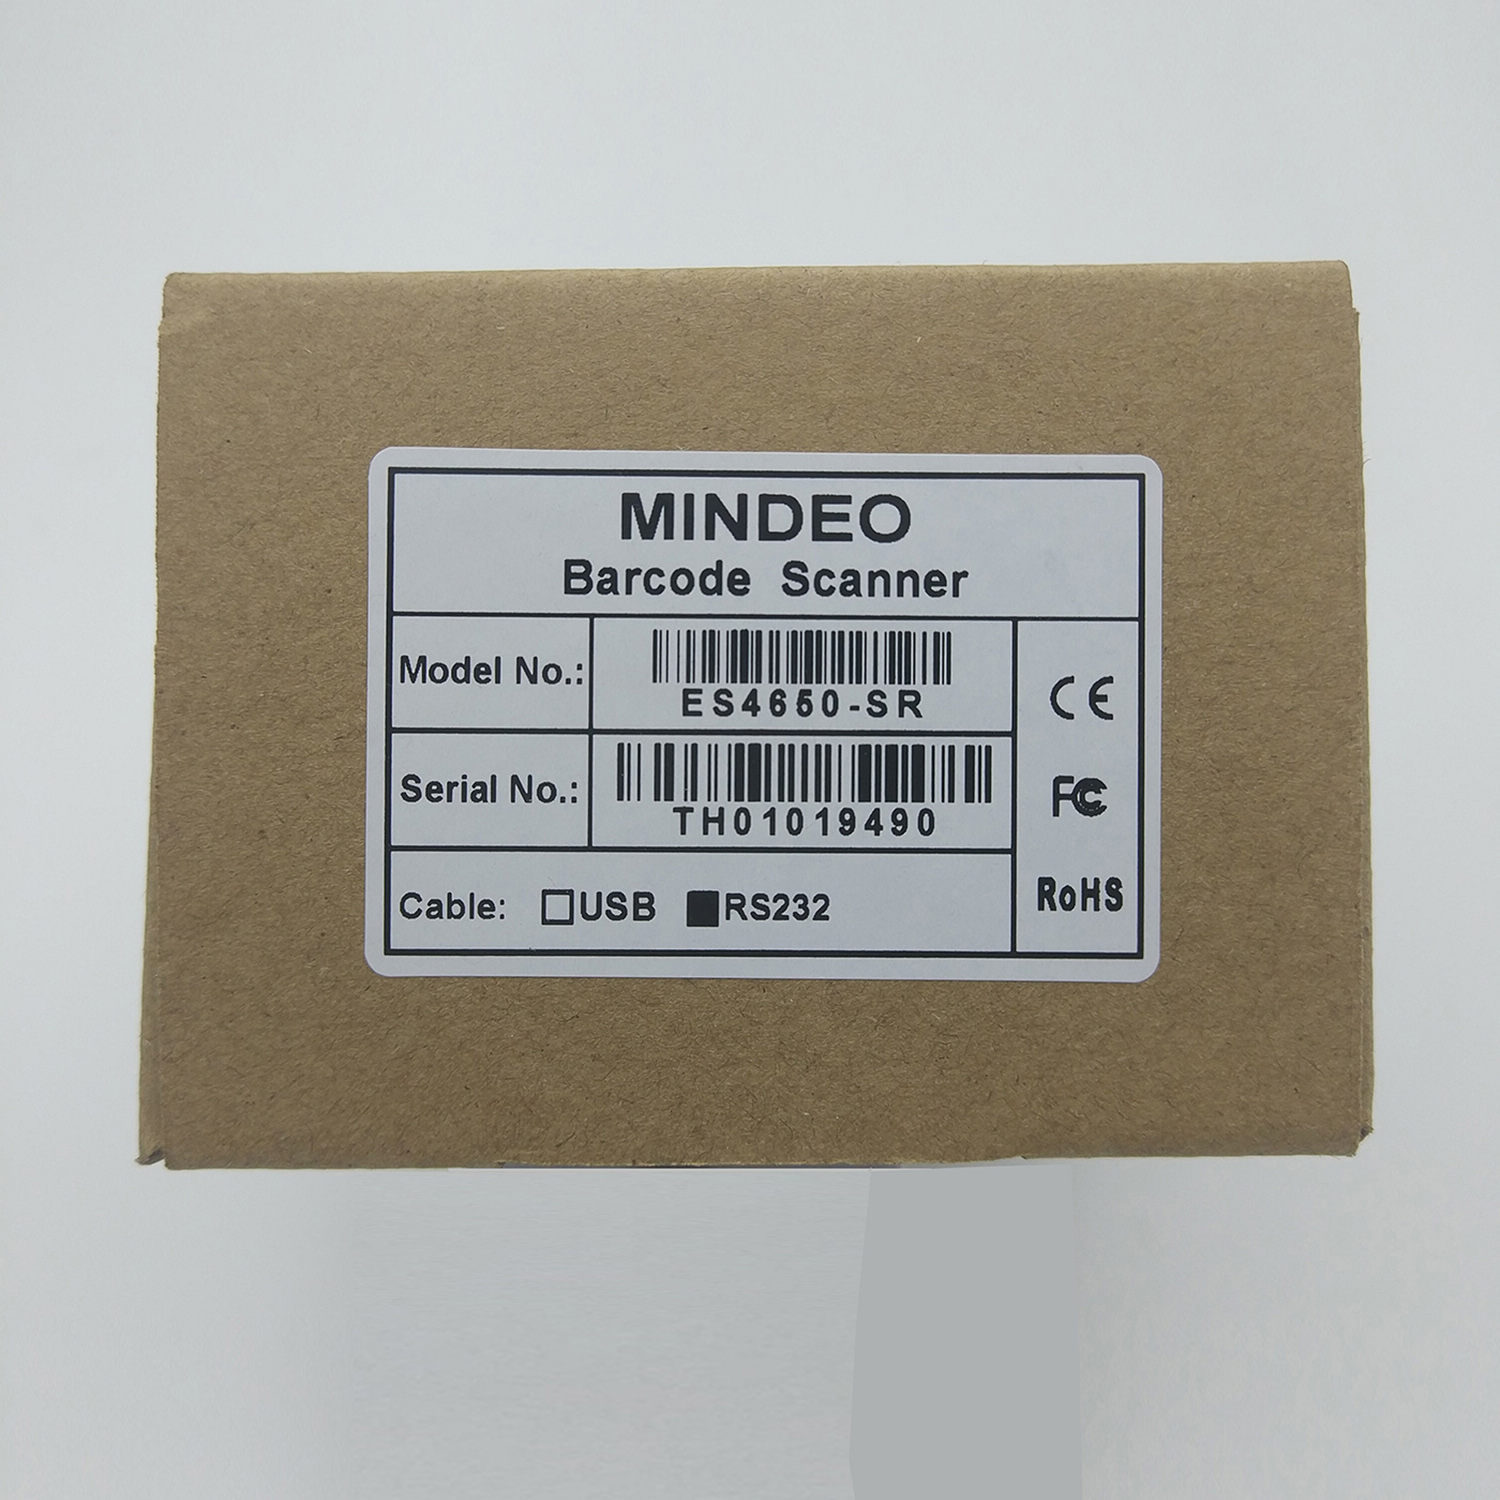 MINDEO
Barcode Scanner
Model No.:
ES4650-SR
Serial No.:
TH01019490
Cable: USB RS232
CE
FC
RoHS